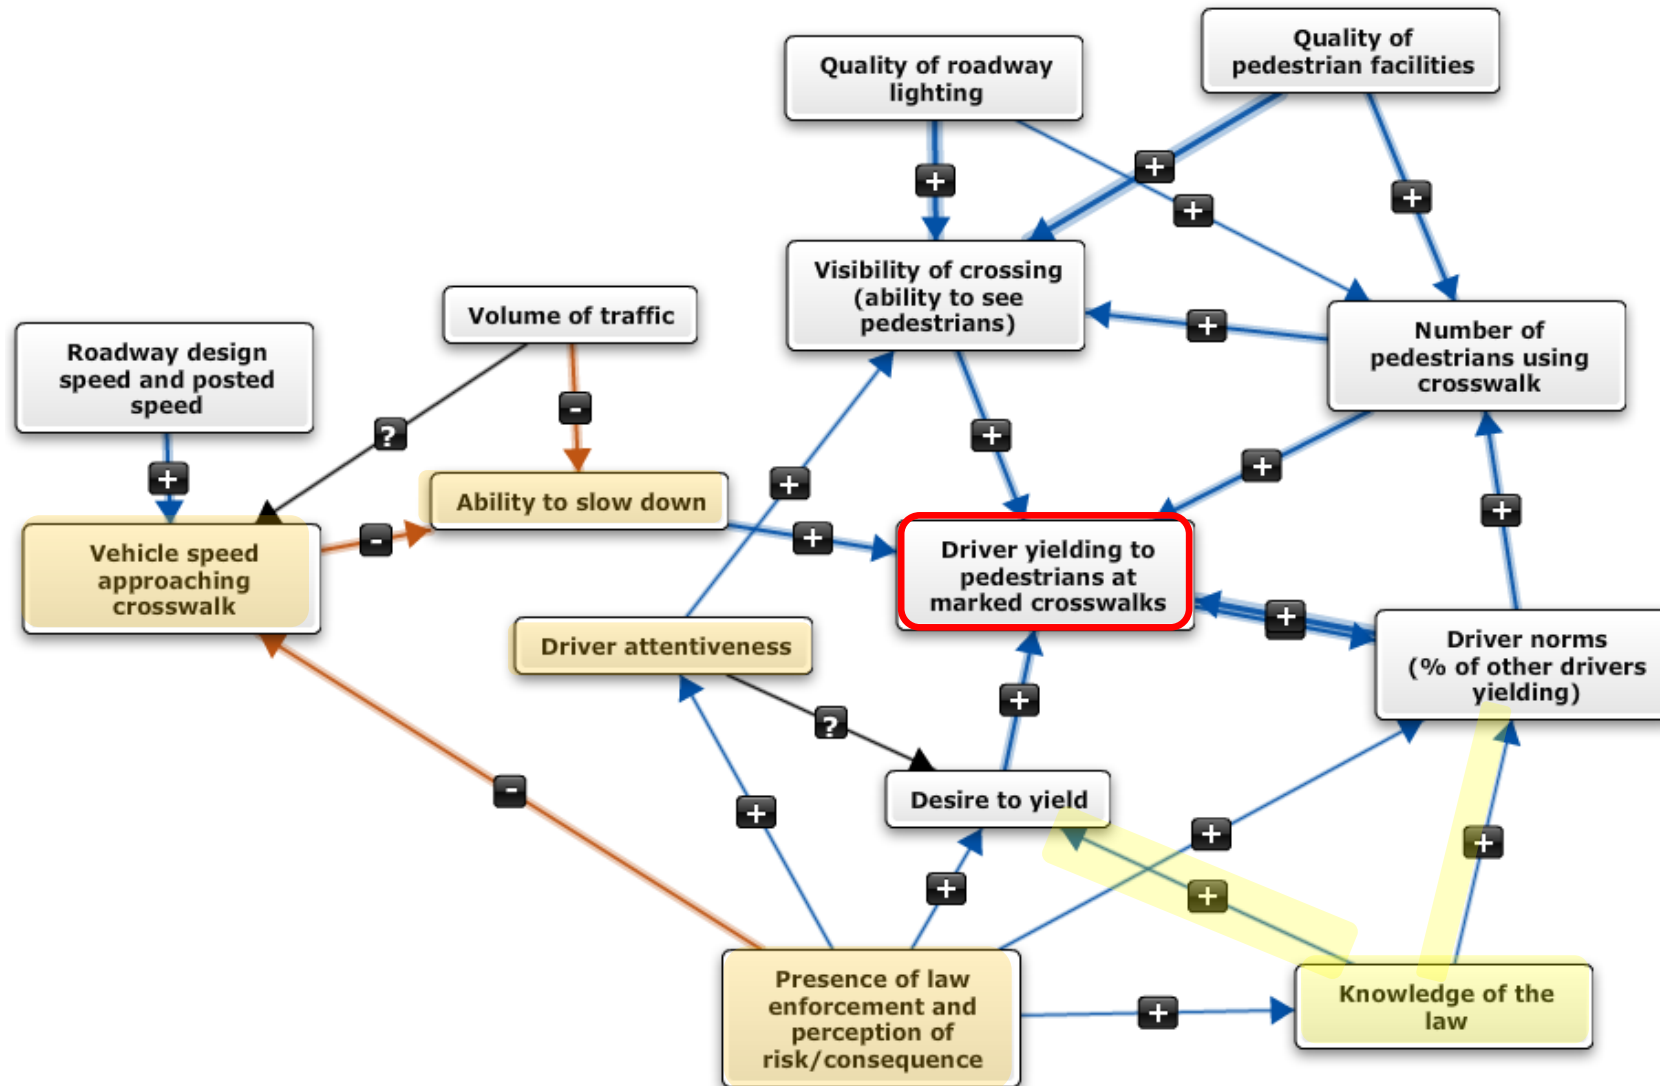 Quality of
pedestrian facilities
Quality of roadway
lighting
+
+
+
+
Visibility of crossing
(ability to see
pedestrians)
Volume of traffic
+
Number of
pedestrians using
crosswalk
Roadway design
speed and posted
speed
-
?
+
+
+
+
Ability to slow down
+
-
+
Vehicle speed
approaching
crosswalk
Driver yielding to
pedestrians at
marked crosswalks
+
Driver attentiveness
Driver norms
(% of other drivers
yielding)
+
?
Desire to yield
-
+
+
+
+
+
Presence of law
enforcement and
perception of
risk/consequence
+
Knowledge of the
law